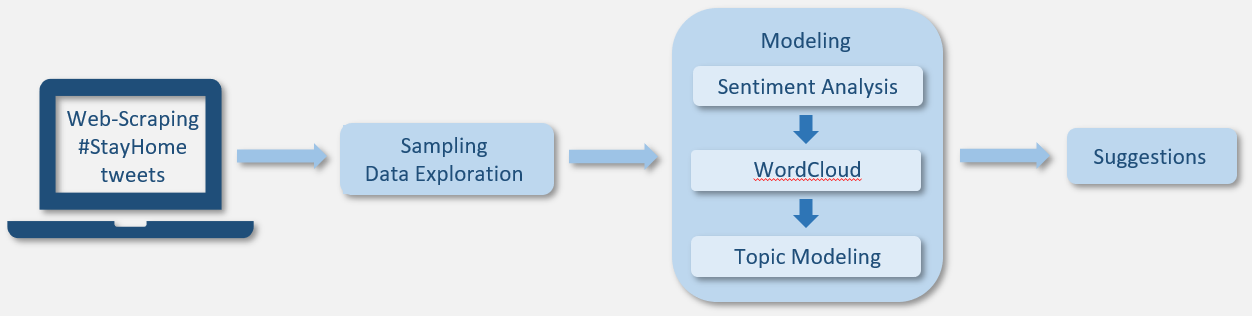 Web-Scraping
#StayHome
tweets
Sampling
Data Exploration
Modeling
Sentiment Analysis
WordCloud
Topic Modeling
Suggestions